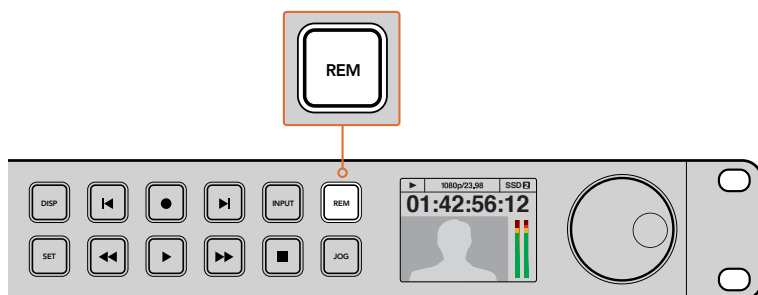 REM
DISP
INPUT
REM
1080p/23.98
SSD 2
01:42:56:12
SET
JOG